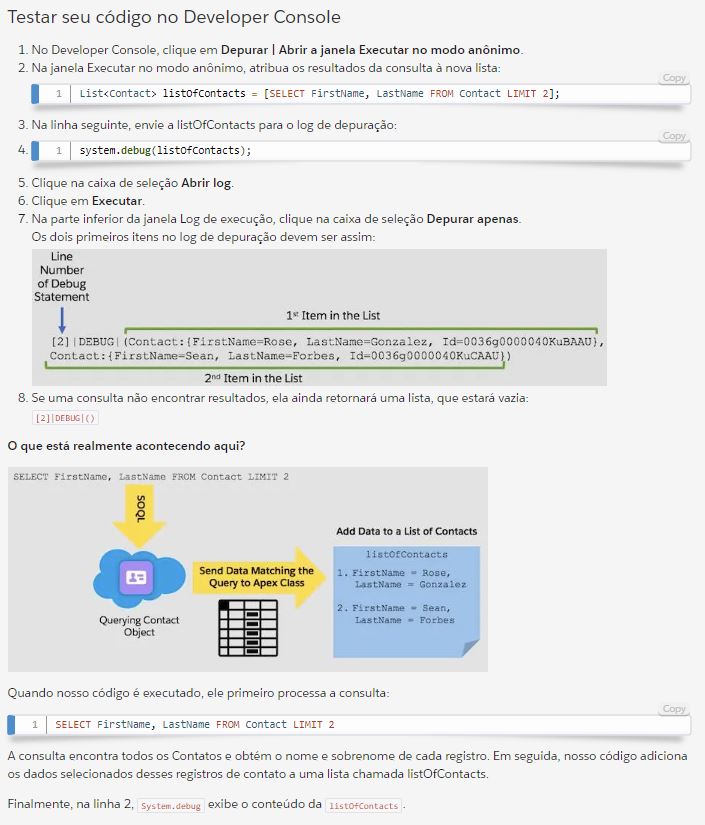 Testar seu código no Developer Console
1. No Developer Console, clique em Depurar | Abrir a janela Executar no modo anônimo.
2. Na janela Executar no modo anônimo, atribua os resultados da consulta à nova lista:
Copy
1 List<Contact> listOfContacts = [SELECT FirstName, LastName FROM Contact LIMIT 2];
3. Na linha seguinte, envie a listOfContacts para o log de depuração:
Copy
4. 1 system.debug(listOfContacts);
5. Clique na caixa de seleção Abrir log.
6. Clique em Executar.
7. Na parte inferior da janela Log de execução, clique na caixa de seleção Depurar apenas.
Os dois primeiros itens no log de depuração devem ser assim:
Line
Number
of Debug
Statement
1st Item in the List
[2]|DEBUG|(Contact:{FirstName=Rose, LastName=Gonzalez, Id=0036g0000040KuBAAU},
Contact:{FirstName=Sean, LastName=Forbes, Id=0036g0000040KuCAAU})
2nd Item in the List
8. Se uma consulta não encontrar resultados, ela ainda retornará uma lista, que estará vazia:
[2]|DEBUG|()
O que está realmente acontecendo aqui?
SELECT FirstName, LastName FROM Contact LIMIT 2
SOQL
Querying Contact
Object
Send Data Matching the
Query to Apex Class
Add Data to a List of Contacts
listOfContacts
1. FirstName = Rose,
LastName = Gonzalez
2. FirstName = Sean,
LastName = Forbes
Quando nosso código é executado, ele primeiro processa a consulta:
Copy
1 SELECT FirstName, LastName FROM Contact LIMIT 2
A consulta encontra todos os Contatos e obtém o nome e sobrenome de cada registro. Em seguida, nosso código adiciona
os dados selecionados desses registros de contato a uma lista chamada listOfContacts.
Finalmente, na linha 2, System.debug exibe o conteúdo da listOfContacts.